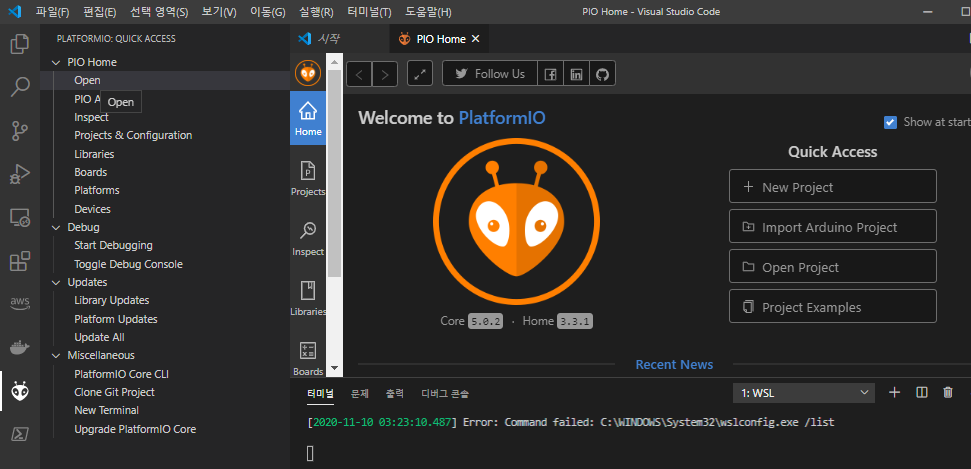 파일(F) 편집(E) 선택 영역(S) 보기(V) 이동(G) 실행(R) 터미널(T) 도움말(H) PIO Home - Visual Studio Code
PLATFORMIO: QUICK ACCESS
PIO Home
Open
PIO A
Open
Inspect
Projects & Configuration
Libraries
Boards
Platforms
Devices
Debug
Start Debugging
Toggle Debug Console
Updates
Library Updates
Platform Updates
Update All
Miscellaneous
PlatformIO Core CLI
Clone Git Project
New Terminal
Upgrade PlatformIO Core
aws
시작 PIO Home
Follow Us
Home
Projects
Inspect
Libraries
Boards
Welcome to PlatformIO
Show at start
Core 5.0.2 · Home 3.3.1
Quick Access
New Project
Import Arduino Project
Open Project
Project Examples
Recent News
터미널 문제 출력 디버그 콘솔 1: WSL
[2020-11-10 03:23:10.487] Error: Command failed: C:\WINDOWS\System32\wslconfig.exe /list